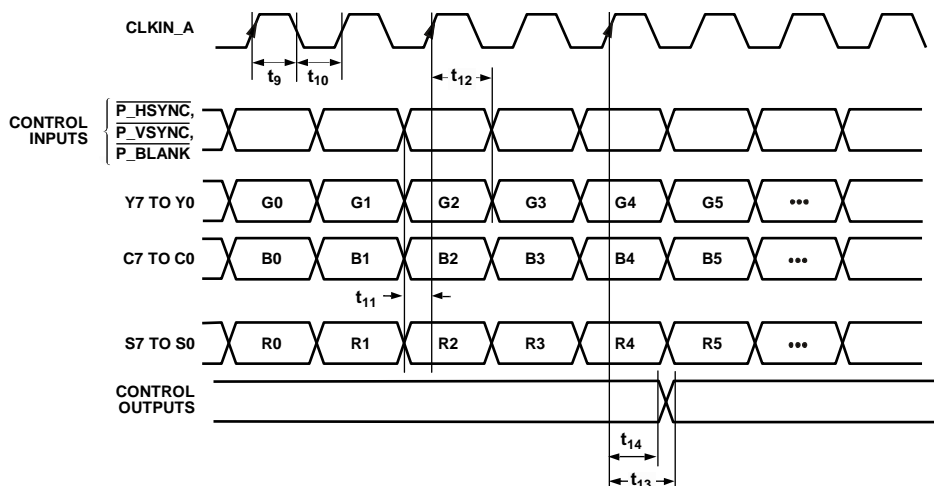 CLKIN_A
t9 t10 t12
CONTROL INPUTS
P_HSYNC,
P_VSYNC,
P_BLANK
Y7 TO Y0 G0 G1 G2 G3 G4 G5 •••
C7 TO C0 B0 B1 B2 B3 B4 B5 •••
t11
S7 TO S0 R0 R1 R2 R3 R4 R5 •••
CONTROL
OUTPUTS
t14
t13